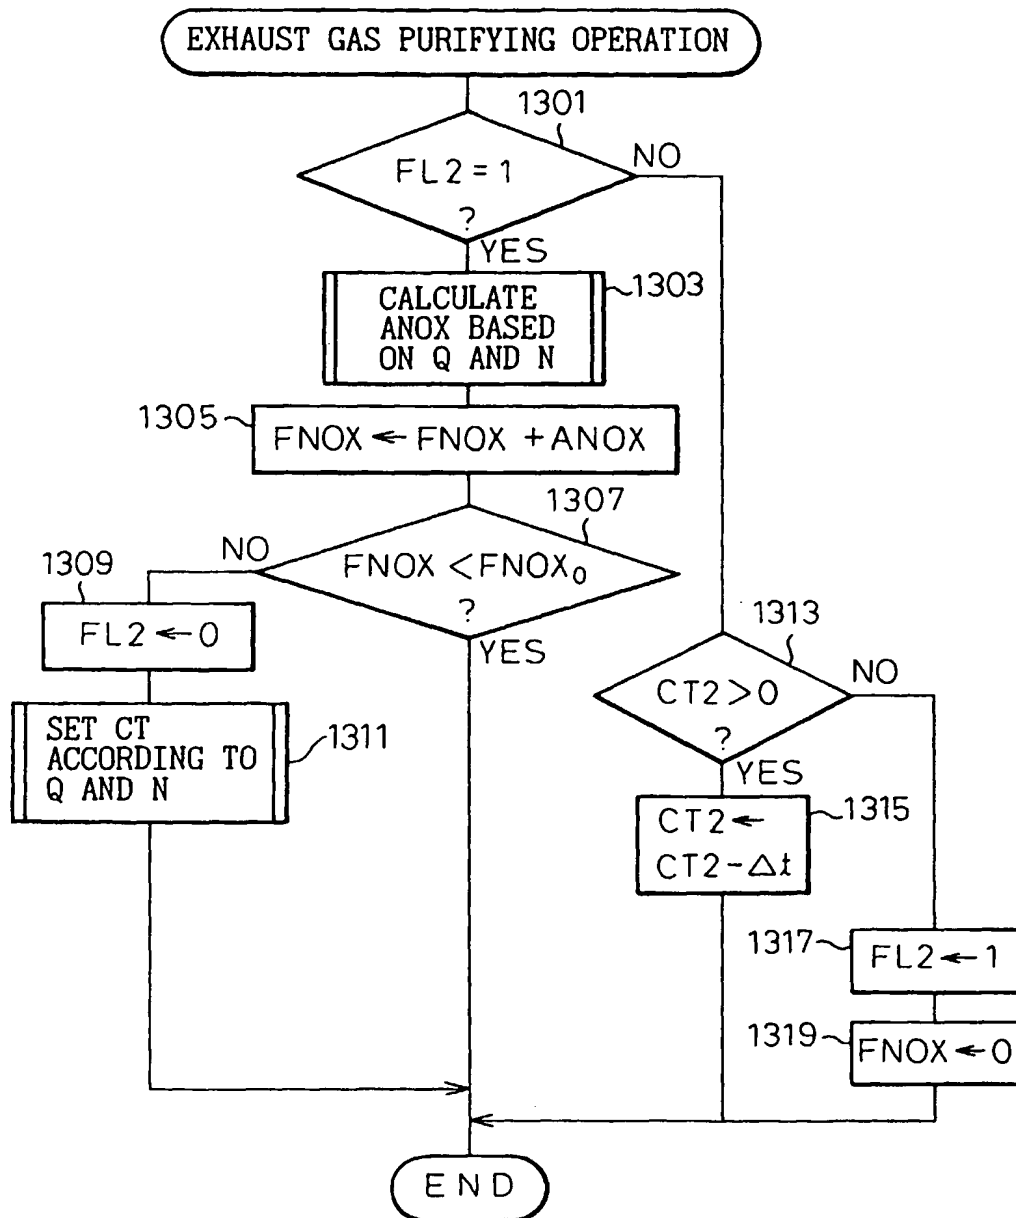 EXHAUST GAS PURIFYING OPERATION
1301
FL2 = 1
?
NO
YES
1303
CALCULATE
ANOX BASED
ON Q AND N
1305
FNOX ← FNOX + ANOX
1307
FNOX < FNOX₀
?
NO
YES
1309
FL2 ← 0
1311
SET CT
ACCORDING TO
Q AND N
1313
CT2 > 0
?
NO
YES
1315
CT2 ←
CT2 - Δt
1317
FL2 ← 1
1319
FNOX ← 0
END